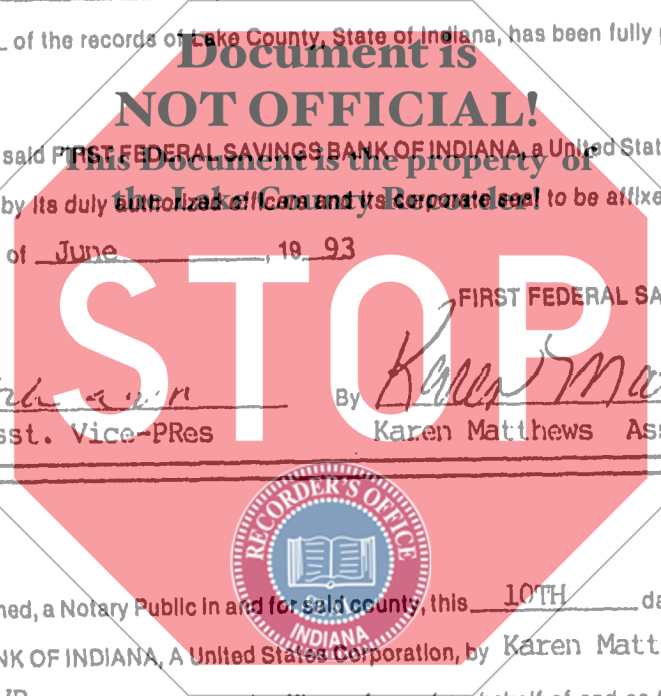 of the records of Lake County, State of Indiana, has been fully
Document is
NOT OFFICIAL!
said FIRST FEDERAL SAVINGS BANK OF INDIANA, a United Stat
This Document is the property of
by its duly authorized officers and its corporate seal to be affixe
the Lake County Recorder!
of June , 19 93
STOP
FIRST FEDERAL SA
By Karen Mat
sst. Vice-PRes
Karen Matthews Ass
RECORDER'S OFFICE
INDIANA
ned, a Notary Public in and for said county, this 10TH da
NK OF INDIANA, A United States Corporation, by Karen Matt